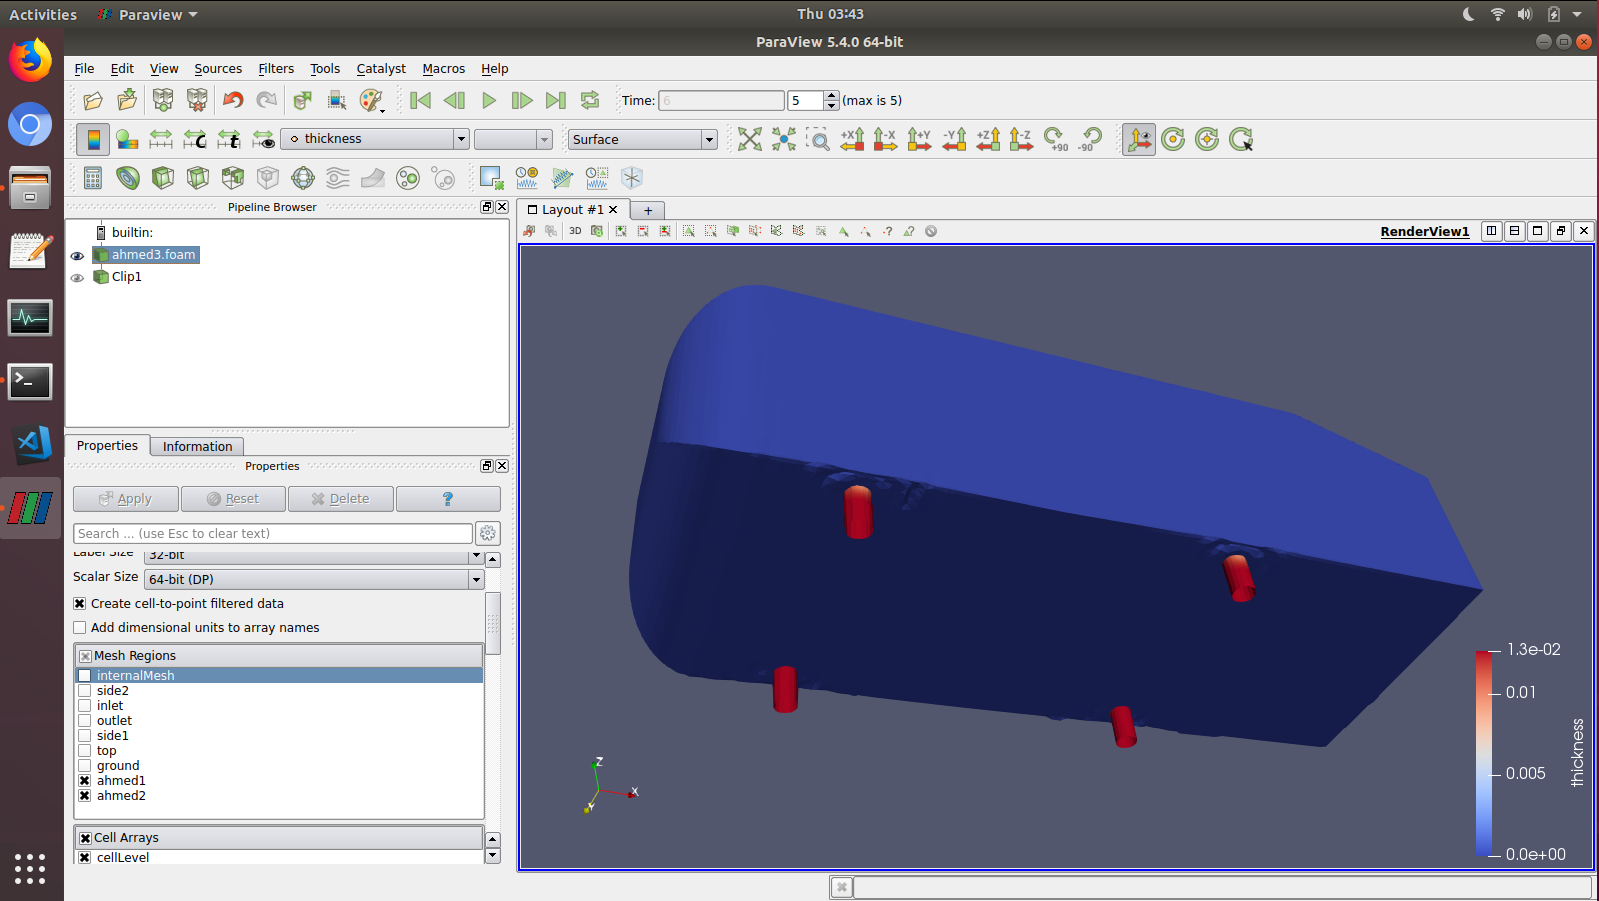 Activities Paraview Thu 03:43
ParaView 5.4.0 64-bit
File Edit View Sources Filters Tools Catalyst Macros Help
Time: 6 5 (max is 5)
C t thickness Surface +X -X +Y -Y +Z -Z +90 -90
Pipeline Browser
builtin:
ahmed3.foam
Clip1
Properties Information
Properties
Apply Reset Delete ?
Search ... (use Esc to clear text)
Label Size 32-bit
Scalar Size 64-bit (DP)
Create cell-to-point filtered data
Add dimensional units to array names
Mesh Regions
internalMesh
side2
inlet
outlet
side1
top
ground
ahmed1
ahmed2
Cell Arrays
cellLevel
Layout #1 +
3D ? ? RenderView1
Z
X
Y
1.3e-02
0.01
0.005
0.0e+00
thickness